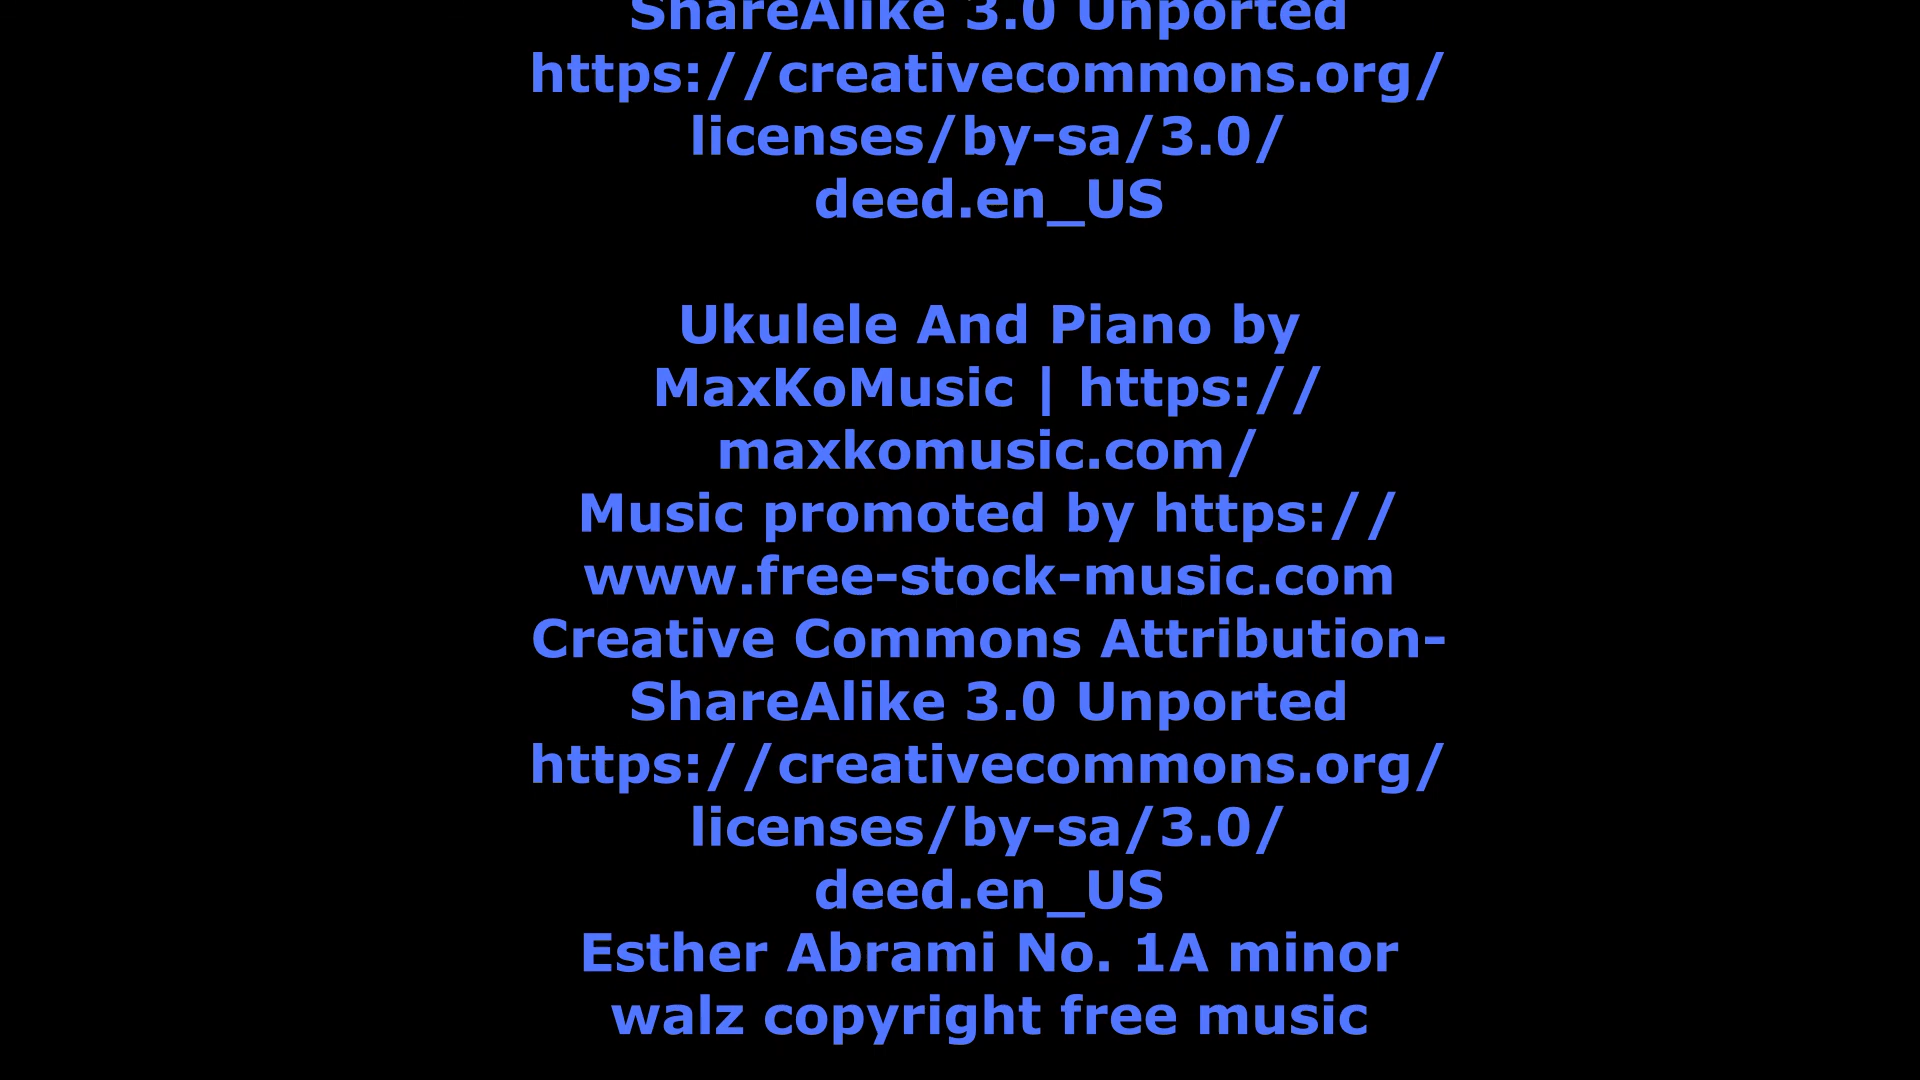 ShareAlike 3.0 Unported
https://creativecommons.org/
licenses/by-sa/3.0/
deed.en_US
Ukulele And Piano by
MaxKoMusic | https://
maxkomusic.com/
Music promoted by https://
www.free-stock-music.com
Creative Commons Attribution-
ShareAlike 3.0 Unported
https://creativecommons.org/
licenses/by-sa/3.0/
deed.en_US
Esther Abrami No. 1A minor
walz copyright free music